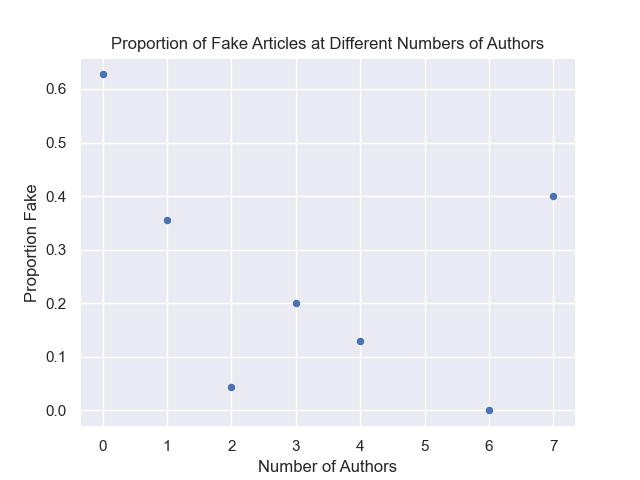 Proportion of Fake Articles at Different Numbers of Authors
0.6
0.5
0.4
0.3
0.2
0.1
0.0
Proportion Fake
0 1 2 3 4 5 6 7
Number of Authors